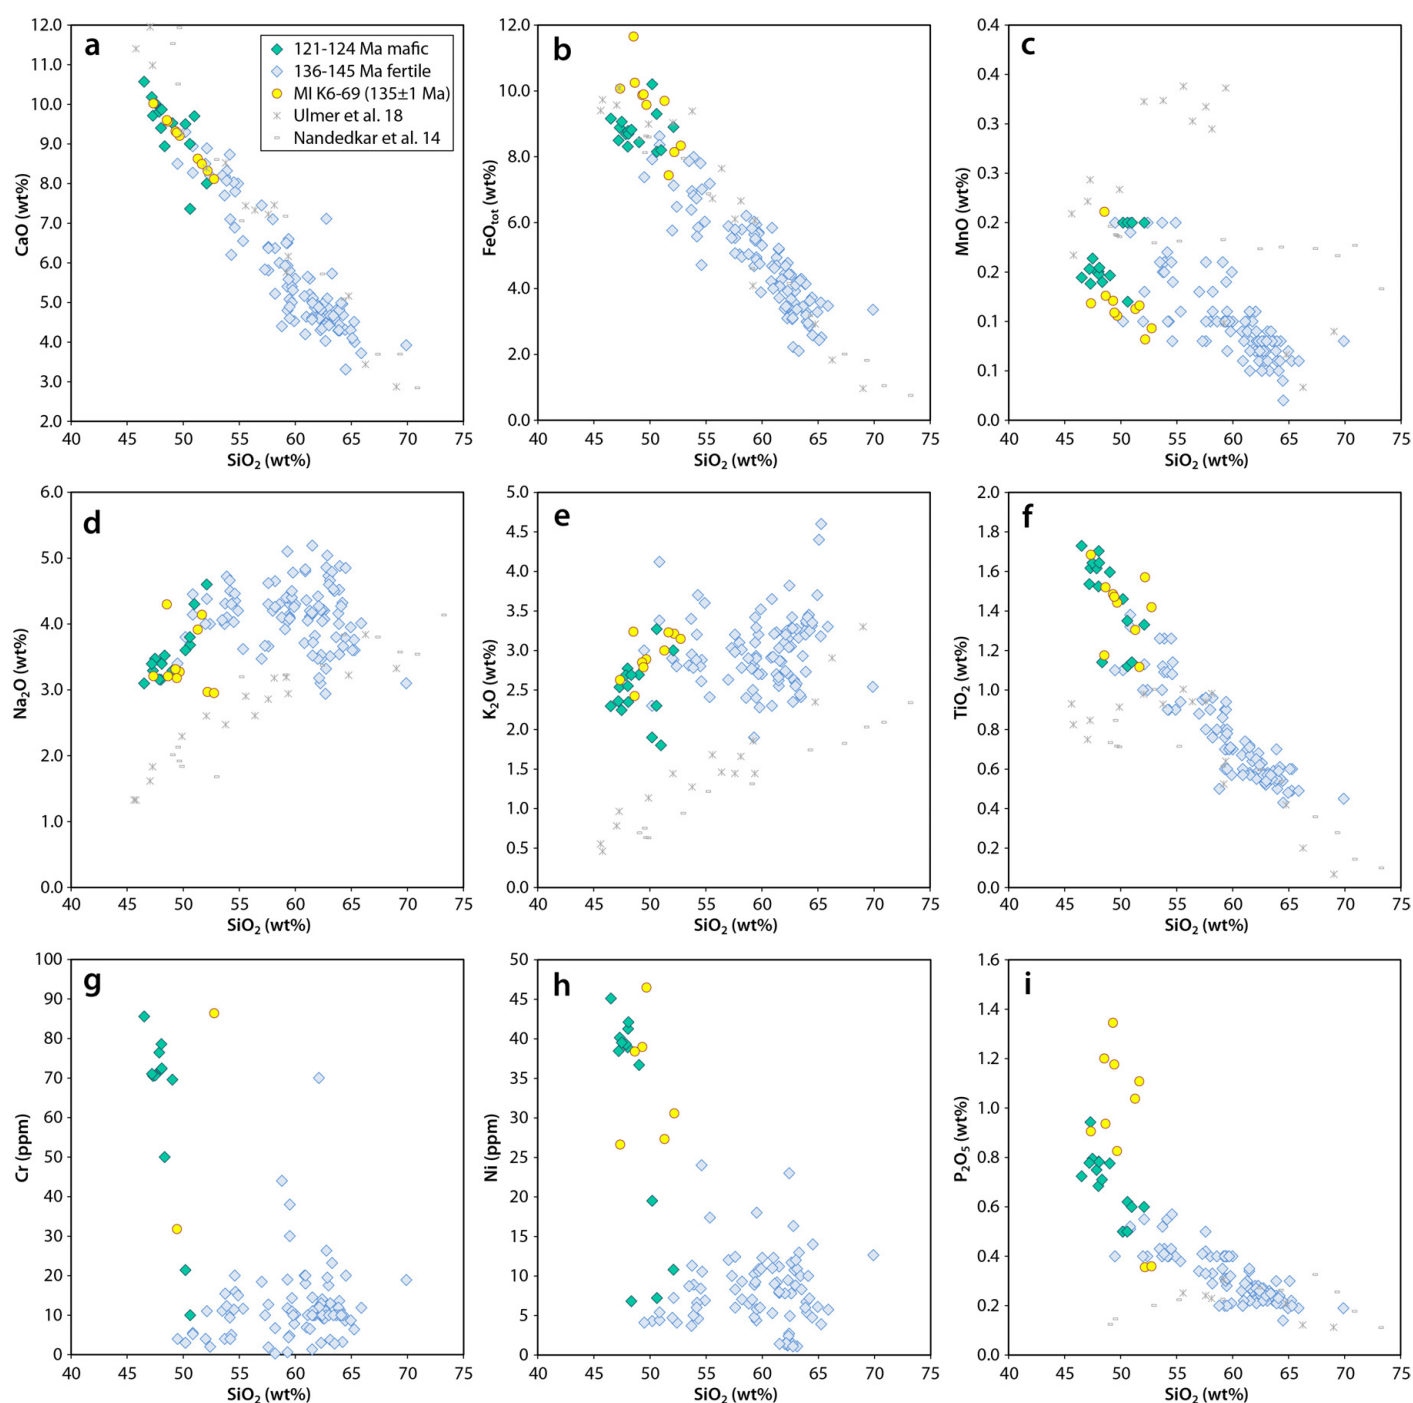 a
121-124 Ma mafic
136-145 Ma fertile
MI K6-69 (135±1 Ma)
Ulmer et al. 18
Nandedkar et al. 14
12.0
11.0
10.0
9.0
8.0
7.0
6.0
5.0
4.0
3.0
2.0
CaO (wt%)
40 45 50 55 60 65 70 75
SiO₂ (wt%)
b
12.0
10.0
8.0
6.0
4.0
2.0
0.0
FeOtot (wt%)
40 45 50 55 60 65 70 75
SiO₂ (wt%)
c
0.4
0.4
0.3
0.3
0.2
0.2
0.1
0.1
0.0
MnO (wt%)
40 45 50 55 60 65 70 75
SiO₂ (wt%)
d
6.0
5.0
4.0
3.0
2.0
1.0
0.0
Na₂O (wt%)
40 45 50 55 60 65 70 75
SiO₂ (wt%)
e
5.0
4.5
4.0
3.5
3.0
2.5
2.0
1.5
1.0
0.5
0.0
K₂O (wt%)
40 45 50 55 60 65 70 75
SiO₂ (wt%)
f
2.0
1.8
1.6
1.4
1.2
1.0
0.8
0.6
0.4
0.2
0.0
TiO₂ (wt%)
40 45 50 55 60 65 70 75
SiO₂ (wt%)
g
100
90
80
70
60
50
40
30
20
10
0
Cr (ppm)
40 45 50 55 60 65 70 75
SiO₂ (wt%)
h
50
45
40
35
30
25
20
15
10
5
0
Ni (ppm)
40 45 50 55 60 65 70 75
SiO₂ (wt%)
i
1.6
1.4
1.2
1.0
0.8
0.6
0.4
0.2
0.0
P₂O₅ (wt%)
40 45 50 55 60 65 70 75
SiO₂ (wt%)